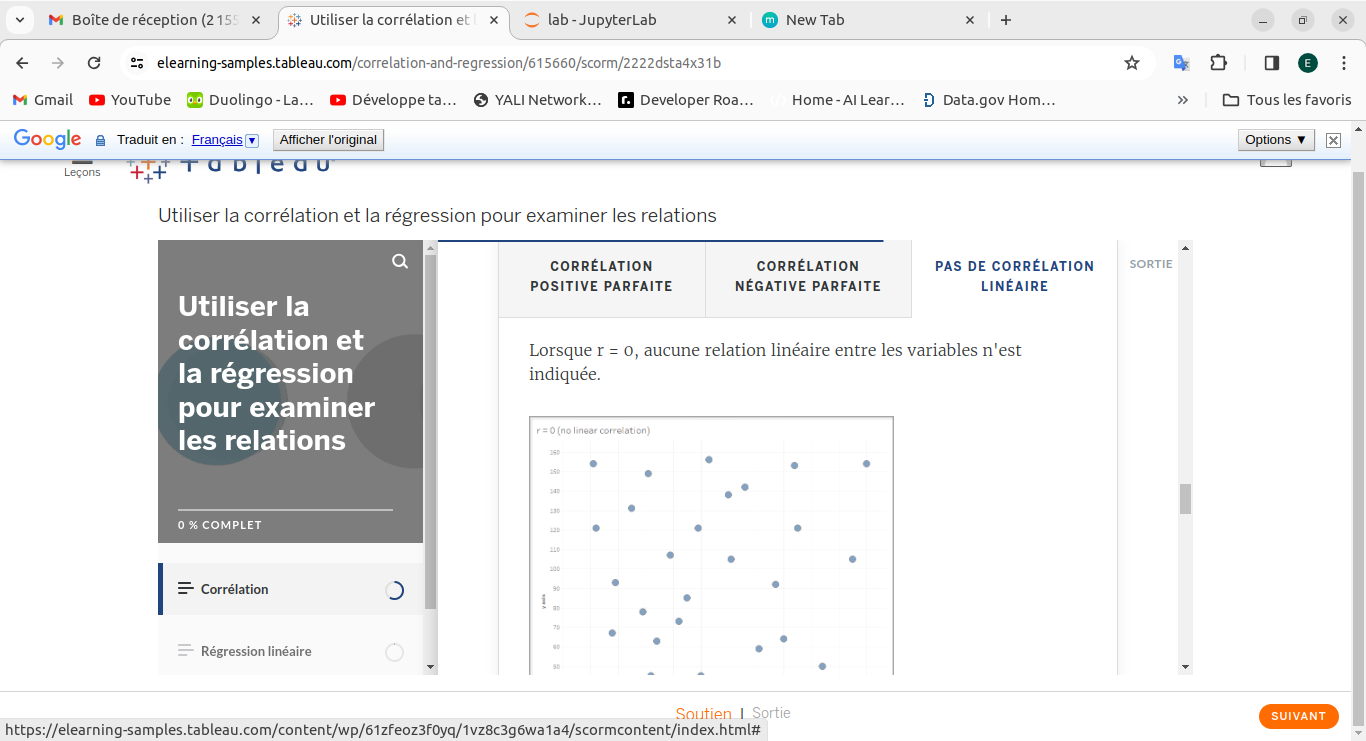 Boîte de réception (2 155
Utiliser la corrélation et l
lab - JupyterLab
New Tab
elearning-samples.tableau.com/correlation-and-regression/615660/scorm/2222dsta4x31b
E
Gmail
YouTube
Duolingo - La…
Développe ta…
YALI Network…
Developer Roa…
Home - AI Lear…
Data.gov Hom…
»
Tous les favoris
Google
Traduit en :
Français
Afficher l'original
Options ▼
Leçons
+ableau
Utiliser la corrélation et la régression pour examiner les relations
Utiliser la
corrélation et
la régression
pour examiner
les relations
0 % COMPLET
Corrélation
Régression linéaire
CORRÉLATION
POSITIVE PARFAITE
CORRÉLATION
NÉGATIVE PARFAITE
PAS DE CORRÉLATION
LINÉAIRE
SORTIE
Lorsque r = 0, aucune relation linéaire entre les variables n'est
indiquée.
r = 0 (no linear correlation)
160
150
140
130
120
110
100
90
80
70
60
50
y axis
Soutien | Sortie
SUIVANT
https://elearning-samples.tableau.com/content/wp/61zfeoz3f0yq/1vz8c3g6wa1a4/scormcontent/index.html#